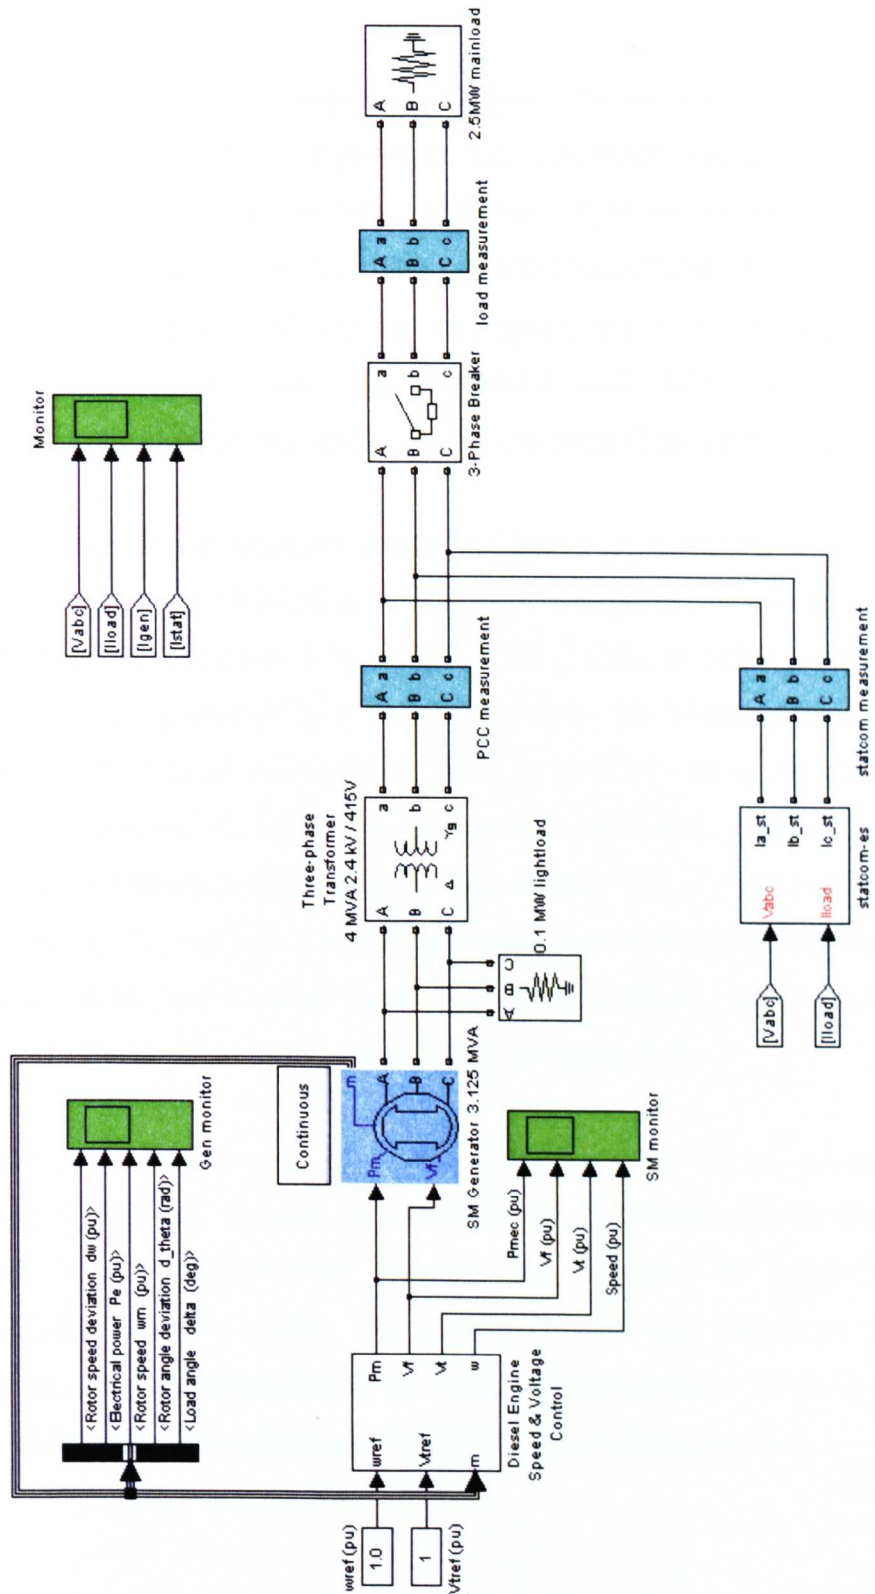 wref (pu)
1.0
Vtref (pu)
1
wref
Vtref
m
Pm
Vf
Vt
w
Diesel Engine
Speed & Voltage
Control
<Rotor speed deviation dw (pu)>
<Electrical power Pe (pu)>
<Rotor speed wm (pu)>
<Rotor angle deviation d_theta (rad)>
<Load angle delta (deg)>
Gen monitor
Continuous
Pm
Vf
m
A
B
C
SM Generator 3.125 MVA
Pmec (pu)
Vf (pu)
Vt (pu)
Speed (pu)
SM monitor
A
B
C
0.1 MW lightload
Three-phase
Transformer
4 MVA 2.4 kV / 415V
A
B
C
Δ
Yg
a
b
c
A a
B b
C c
PCC measurement
[Vabc]
[Iload]
[Igen]
[Istat]
Monitor
A
B
C
a
b
c
3-Phase Breaker
A a
B b
C c
load measurement
A
B
C
2.5MW mainload
[Vabc]
[Iload]
Vabc
Iload
Ia_st
Ib_st
Ic_st
statcom-es
A a
B b
C c
statcom measurement